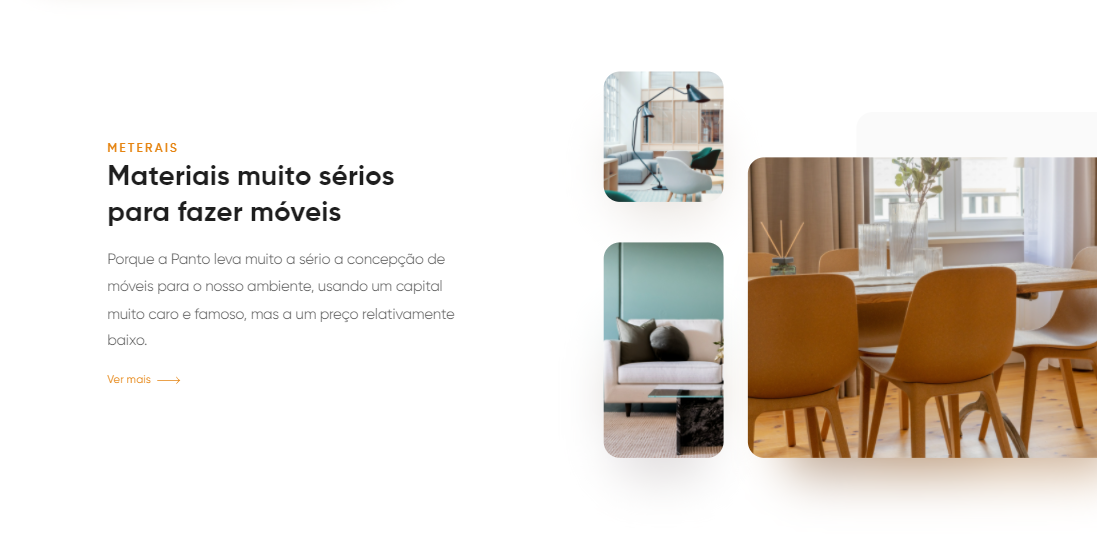 METERAIS
Materiais muito sérios
para fazer móveis
Porque a Panto leva muito a sério a concepção de
móveis para o nosso ambiente, usando um capital
muito caro e famoso, mas a um preço relativamente
baixo.
Ver mais